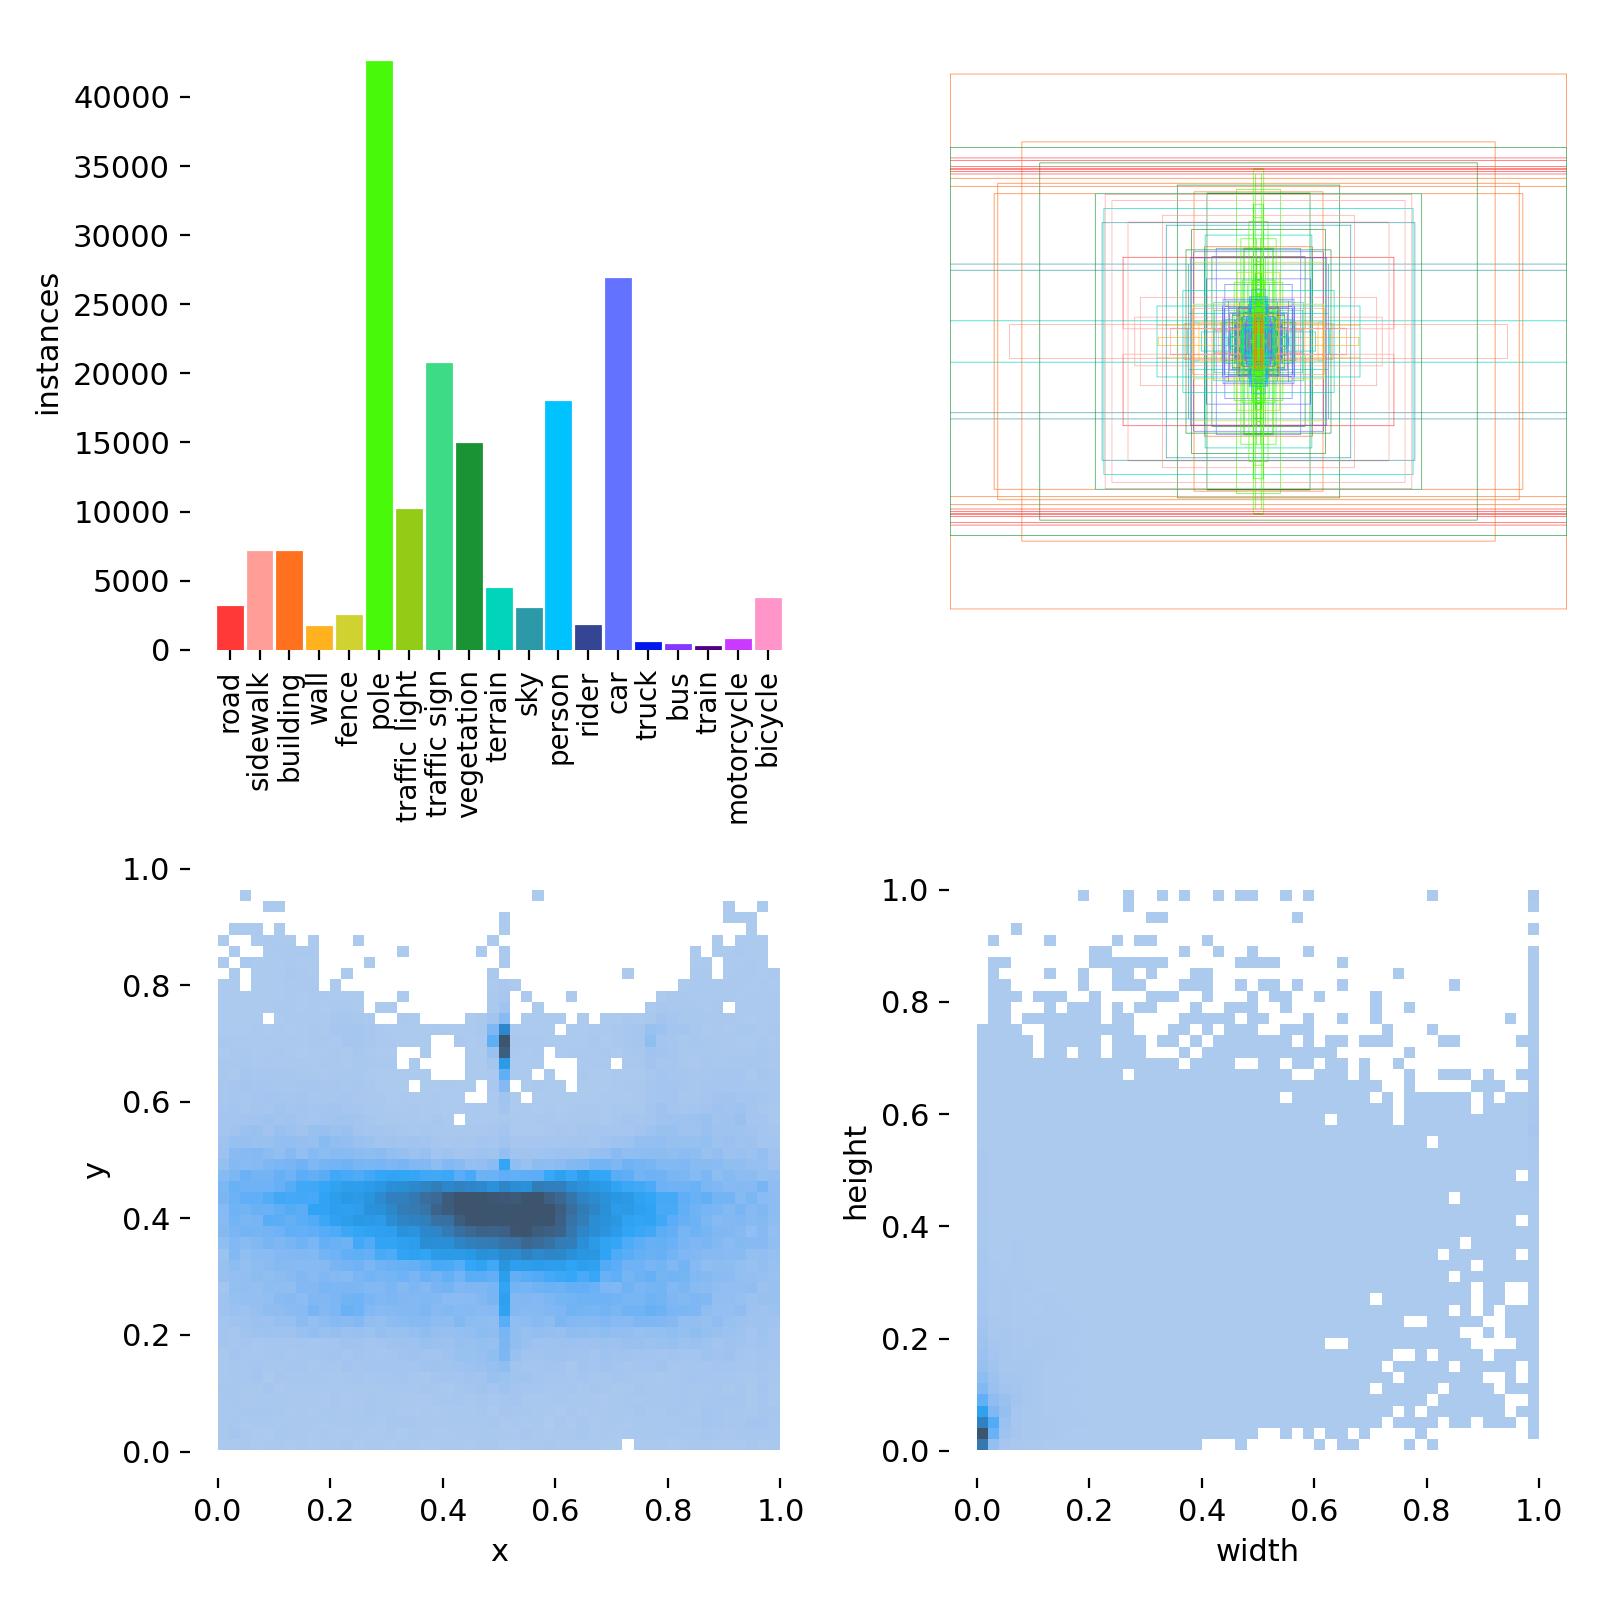 40000
35000
30000
25000
20000
15000
10000
5000
0
instances
road
sidewalk
building
wall
fence
pole
traffic light
traffic sign
vegetation
terrain
sky
person
rider
car
truck
bus
train
motorcycle
bicycle
1.0
0.8
0.6
0.4
0.2
0.0
y
0.0 0.2 0.4 0.6 0.8 1.0
x
1.0
0.8
0.6
0.4
0.2
0.0
height
0.0 0.2 0.4 0.6 0.8 1.0
width